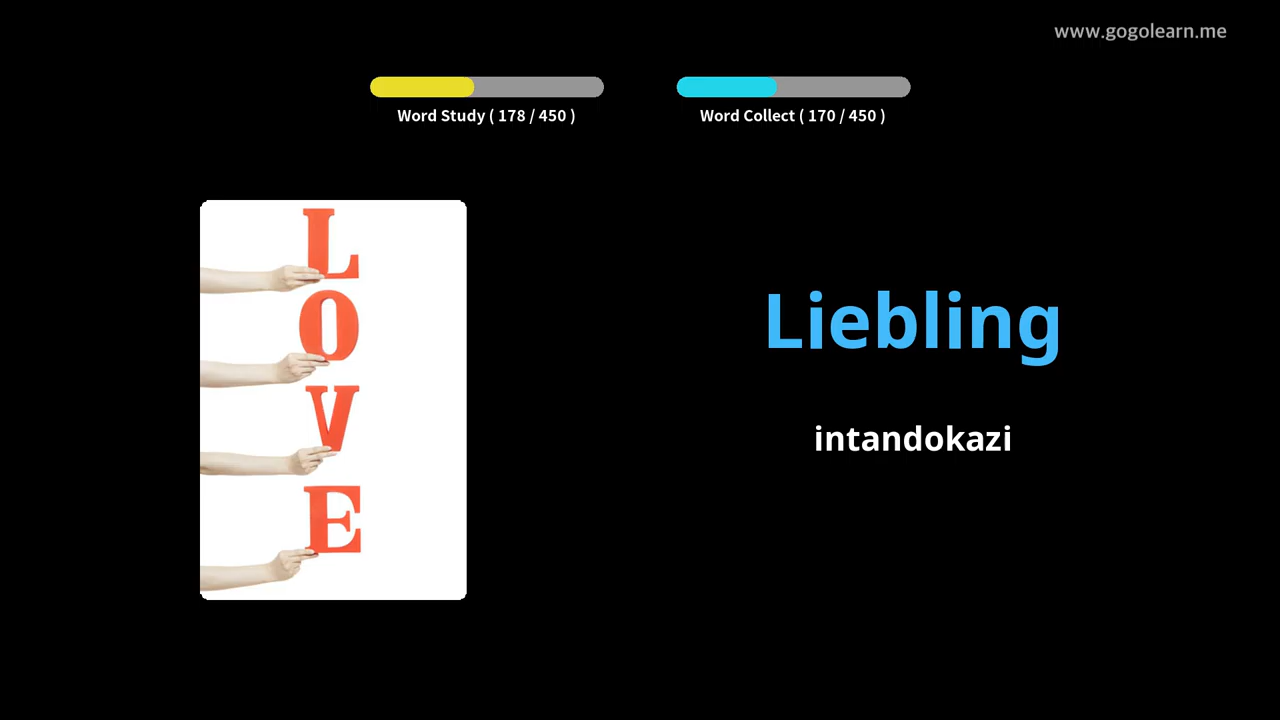 www.gogolearn.me
Word Study ( 178 / 450 )
Word Collect ( 170 / 450 )
L
O
V
E
Liebling
intandokazi